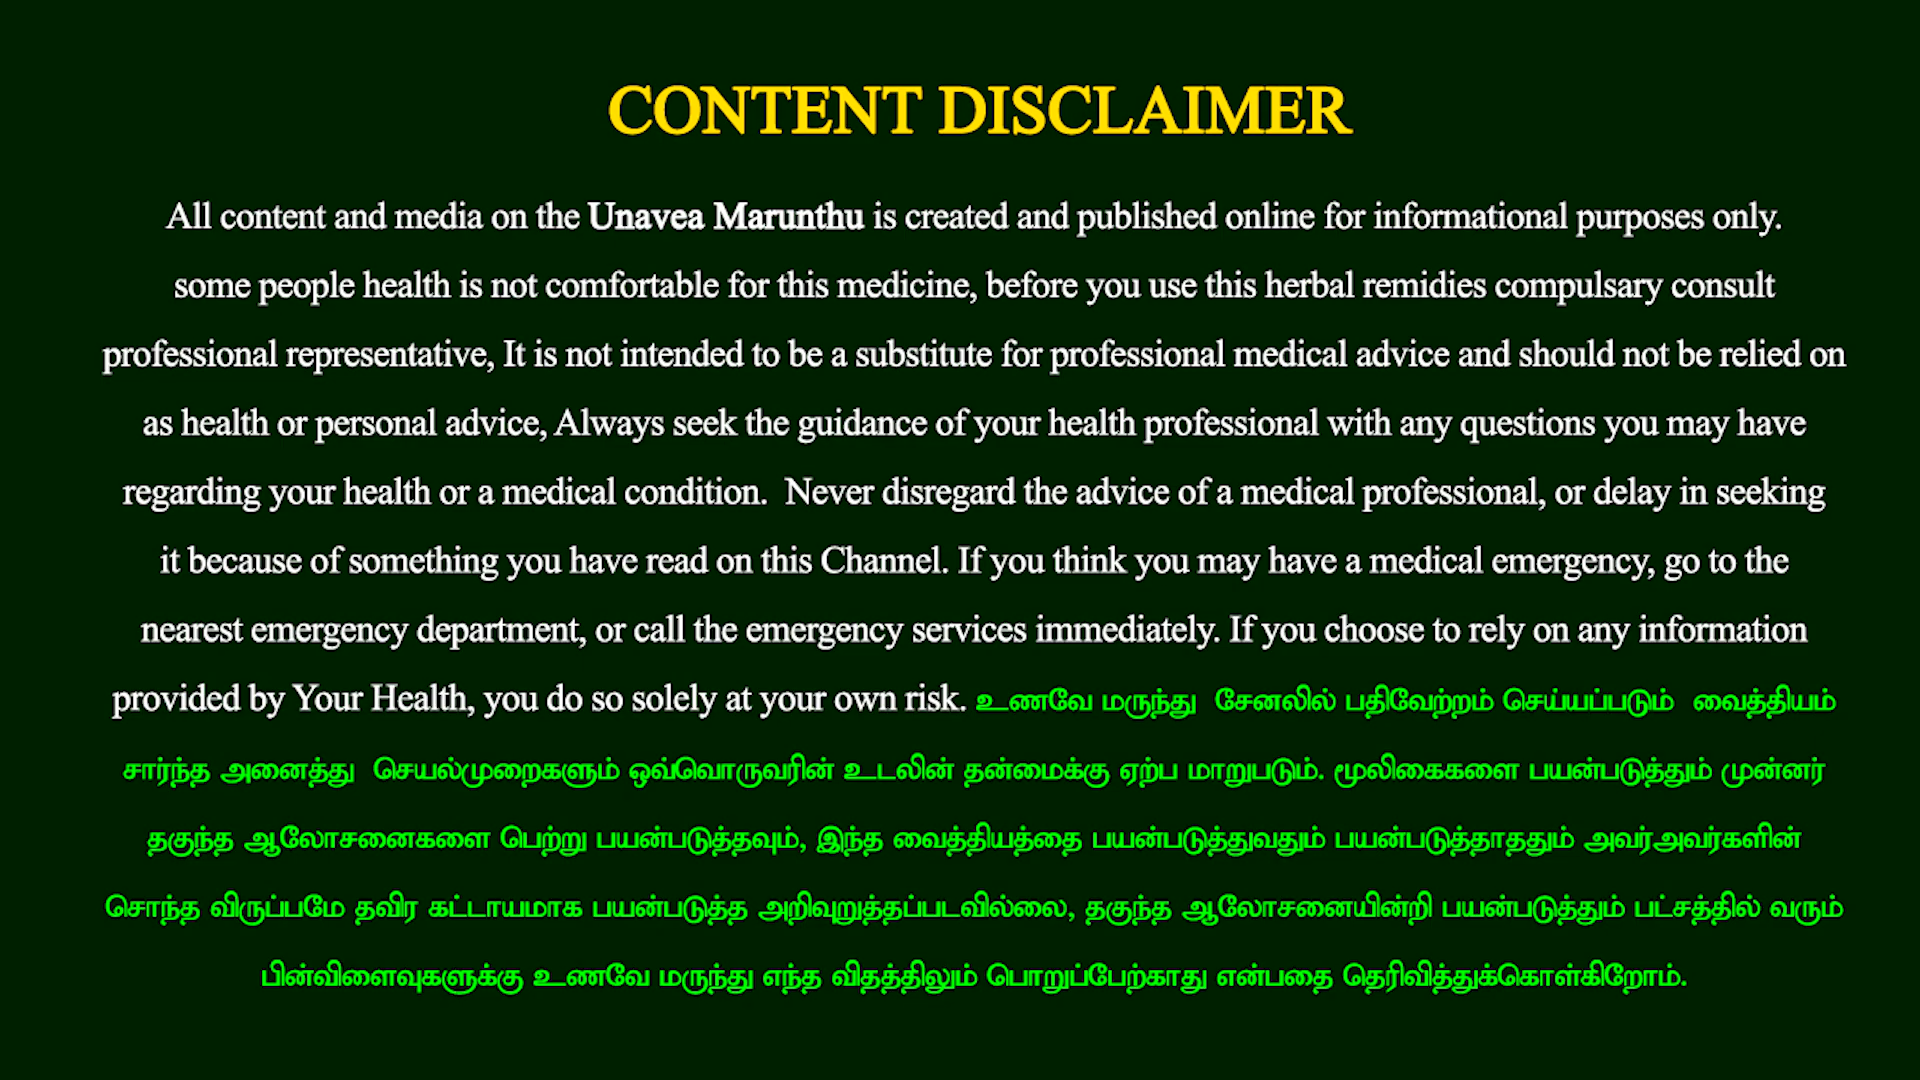 CONTENT DISCLAIMER
All content and media on the Unavea Marunthu is created and published online for informational purposes only.
some people health is not comfortable for this medicine, before you use this herbal remidies compulsary consult
professional representative, It is not intended to be a substitute for professional medical advice and should not be relied on
as health or personal advice, Always seek the guidance of your health professional with any questions you may have
regarding your health or a medical condition.  Never disregard the advice of a medical professional, or delay in seeking
it because of something you have read on this Channel. If you think you may have a medical emergency, go to the
nearest emergency department, or call the emergency services immediately. If you choose to rely on any information
provided by Your Health, you do so solely at your own risk. உணவே மருந்து  சேனலில் பதிவேற்றம் செய்யப்படும்  வைத்தியம்
சார்ந்த அனைத்து  செயல்முறைகளும் ஒவ்வொருவரின் உடலின் தன்மைக்கு ஏற்ப மாறுபடும். மூலிகைகளை பயன்படுத்தும் முன்னர்
தகுந்த ஆலோசனைகளை பெற்று பயன்படுத்தவும், இந்த வைத்தியத்தை பயன்படுத்துவதும் பயன்படுத்தாததும் அவர்அவர்களின்
சொந்த விருப்பமே தவிர கட்டாயமாக பயன்படுத்த அறிவுறுத்தப்படவில்லை, தகுந்த ஆலோசனையின்றி பயன்படுத்தும் பட்சத்தில் வரும்
பின்விளைவுகளுக்கு உணவே மருந்து எந்த விதத்திலும் பொறுப்பேற்காது என்பதை தெரிவித்துக்கொள்கிறோம்.